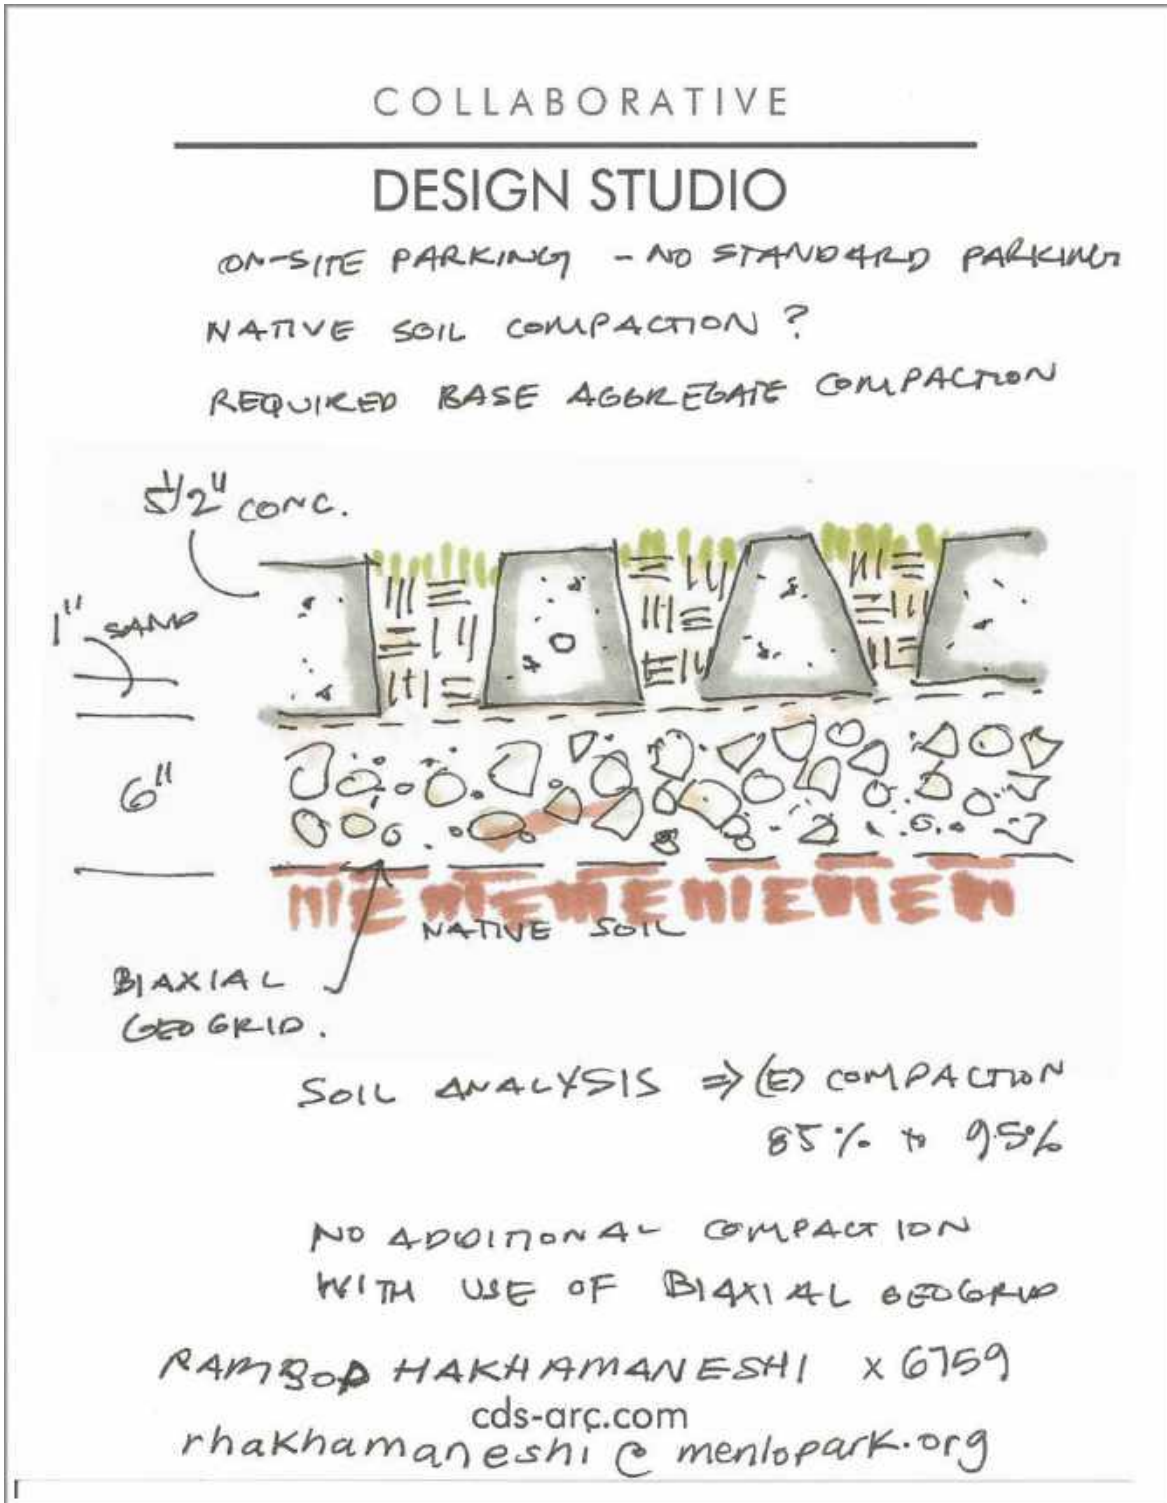 COLLABORATIVE
DESIGN STUDIO
ON-SITE PARKING - NO STANDARD PARKING
NATIVE SOIL COMPACTION ?
REQUIRED BASE AGGREGATE COMPACTION
5 1/2" CONC.
1" SAND
6"
NATIVE SOIL
BIAXIAL
GEOGRID.
SOIL ANALYSIS ⇒ (E) COMPACTION
85% to 95%
NO ADDITIONAL COMPACTION
WITH USE OF BIAXIAL GEOGRID
RAMBOD HAKHAMANESHI x6759
cds-arc.com
rhakhamaneshi@menlopark.org